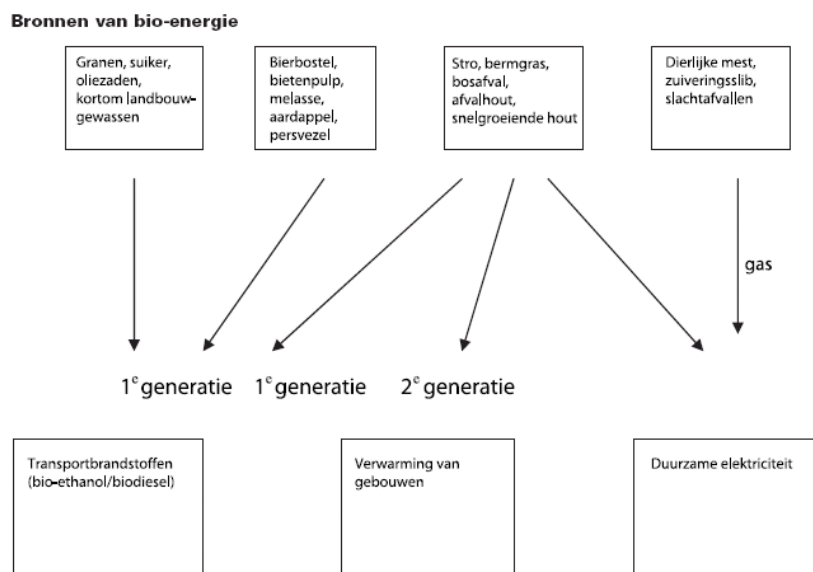 Bronnen van bio-energie
Granen, suiker,
oliezaden,
kortom landbouw-
gewassen
Bierbostel,
bietenpulp,
melasse,
aardappel,
persvezel
Stro, bermgras,
bosafval,
afvalhout,
snelgroeiende hout
Dierlijke mest,
zuiveringsslib,
slachtafvallen
gas
1e generatie
1e generatie
2e generatie
Transportbrandstoffen
(bio-ethanol/biodiesel)
Verwarming van
gebouwen
Duurzame elektriciteit